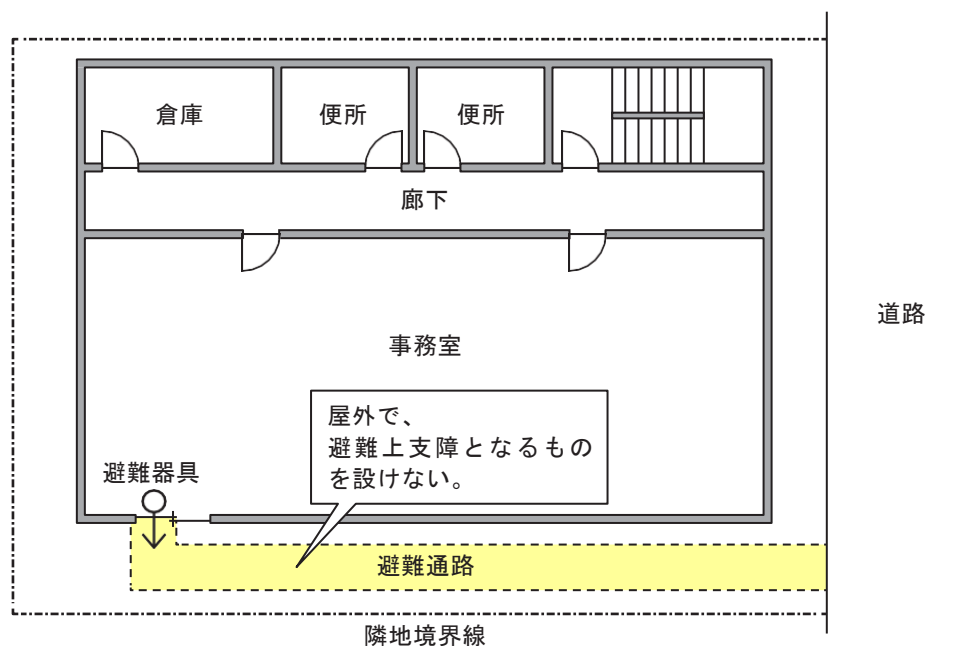 倉庫
便所
便所
廊下
道路
事務室
屋外で、
避難上支障となるもの
を設けない。
避難器具
避難通路
隣地境界線